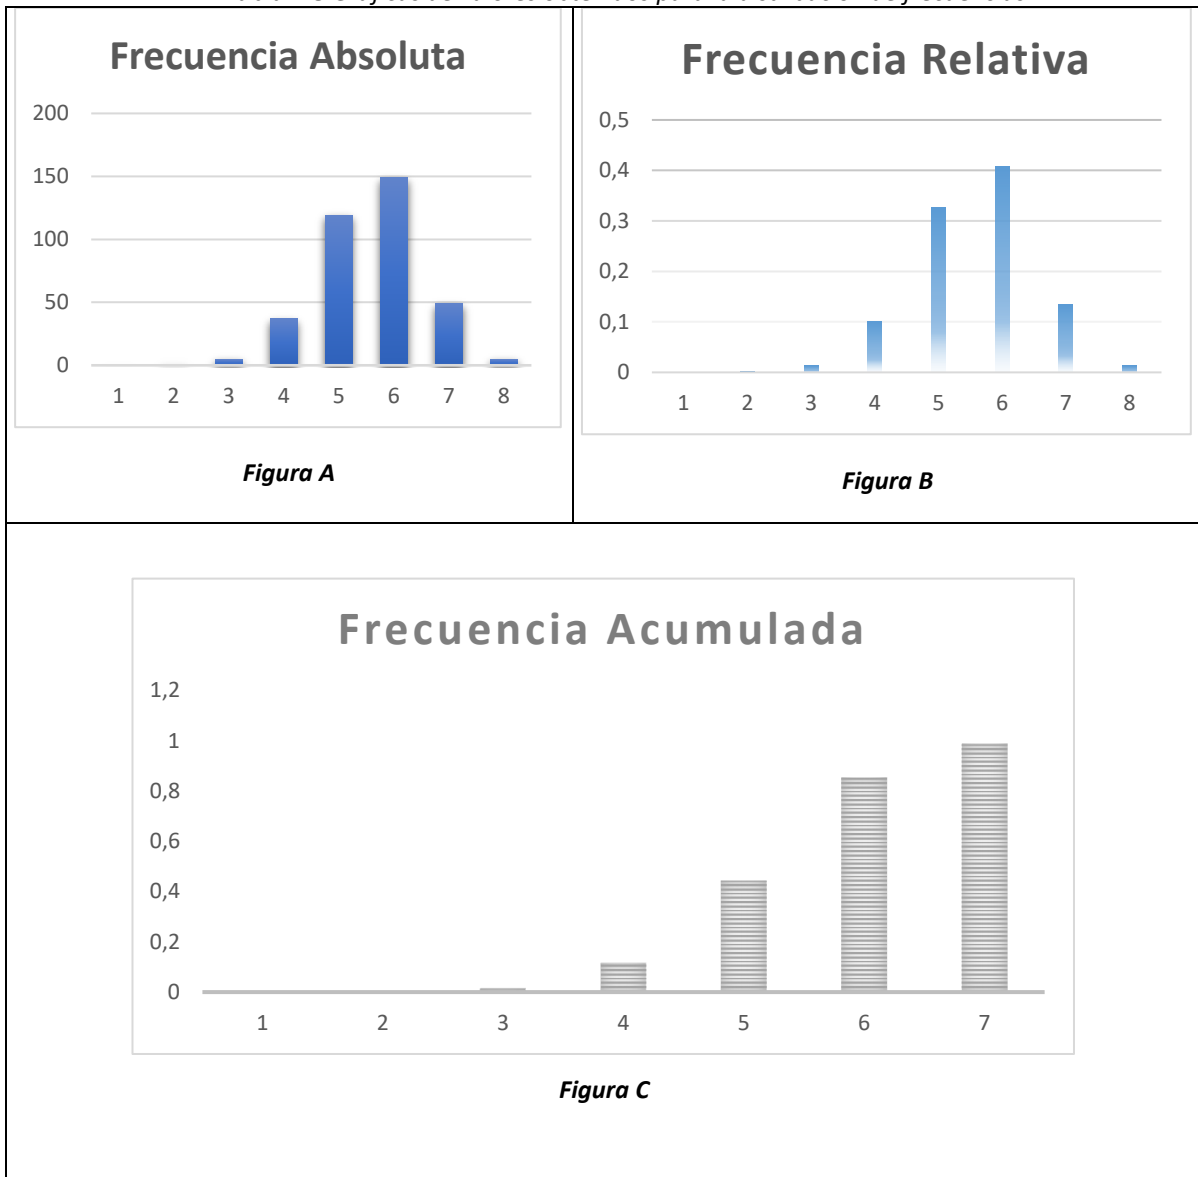 Frecuencia Absoluta
200
150
100
50
0
1 2 3 4 5 6 7 8
Figura A
Frecuencia Relativa
0,5
0,4
0,3
0,2
0,1
0
1 2 3 4 5 6 7 8
Figura B
Frecuencia Acumulada
1,2
1
0,8
0,6
0,4
0,2
0
1 2 3 4 5 6 7
Figura C